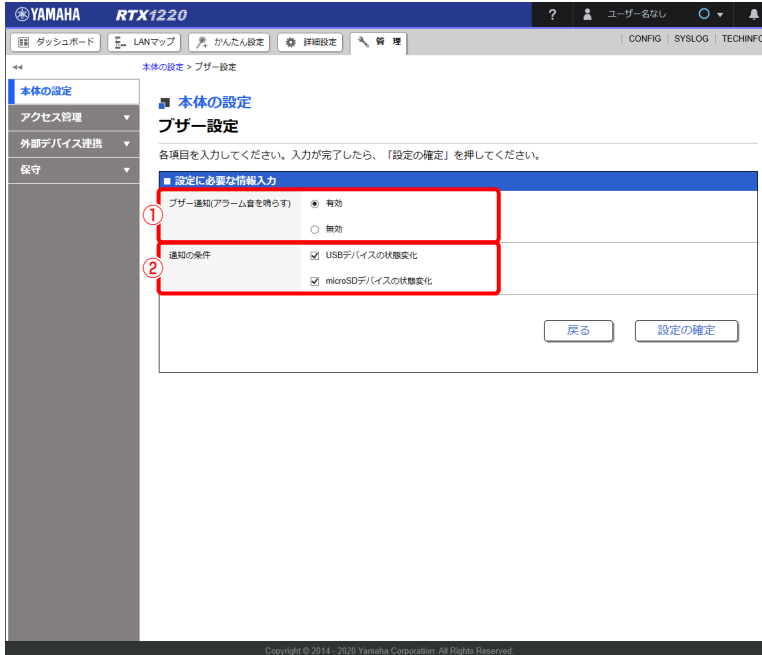 YAMAHA RTX1220 ? ユーザー名なし
ダッシュボード LANマップ かんたん設定 詳細設定 管理 CONFIG SYSLOG TECHINFO
本体の設定 > ブザー設定
本体の設定
アクセス管理
外部デバイス連携
保守
本体の設定
ブザー設定
各項目を入力してください。入力が完了したら、「設定の確定」を押してください。
■ 設定に必要な情報入力
① ブザー通知(アラーム音を鳴らす) 有効
無効
② 通知の条件 USBデバイスの状態変化
microSDデバイスの状態変化
戻る 設定の確定
Copyright © 2014 - 2020 Yamaha Corporation. All Rights Reserved.